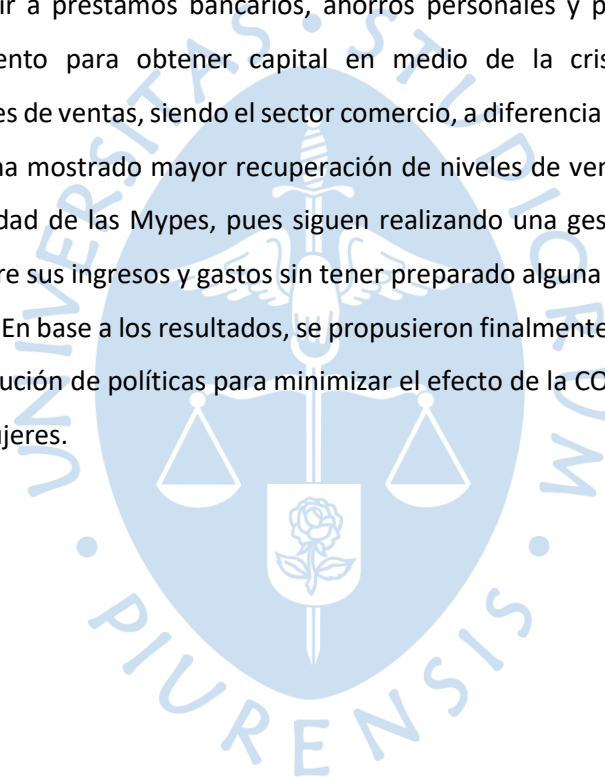 ir a préstamos bancarios, ahorros personales y p
ento para obtener capital en medio de la cris
es de ventas, siendo el sector comercio, a diferencia
na mostrado mayor recuperación de niveles de ven
dad de las Mypes, pues siguen realizando una ges
re sus ingresos y gastos sin tener preparado alguna
En base a los resultados, se propusieron finalmente
ución de políticas para minimizar el efecto de la CO
ujeres.
UNIVERSITAS • STUDIORUM • PIURENSIS •